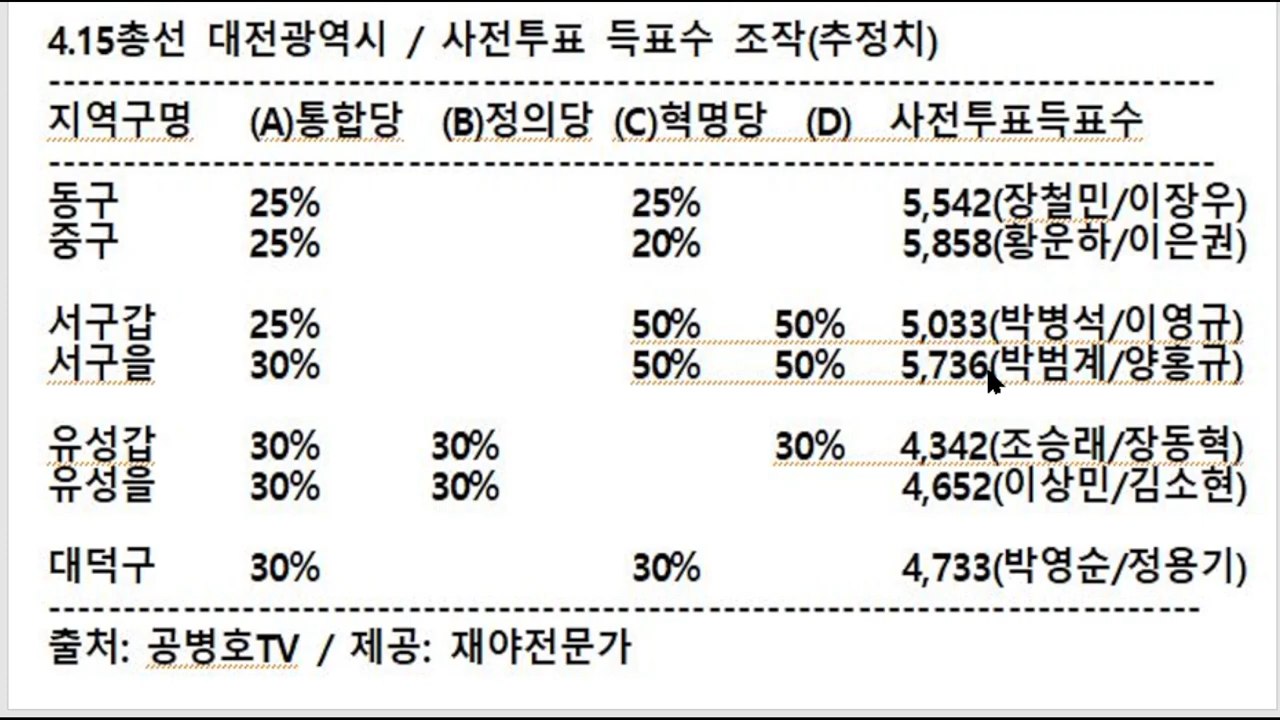 4.15총선 대전광역시 / 사전투표 득표수 조작(추정치)
지역구명 (A)통합당 (B)정의당 (C)혁명당 (D) 사전투표득표수
동구 25% 25% 5,542(장철민/이장우)
중구 25% 20% 5,858(황운하/이은권)
서구갑 25% 50% 50% 5,033(박병석/이영규)
서구을 30% 50% 50% 5,736(박범계/양홍규)
유성갑 30% 30% 30% 4,342(조승래/장동혁)
유성을 30% 30% 4,652(이상민/김소현)
대덕구 30% 30% 4,733(박영순/정용기)
출처: 공병호TV / 제공: 재야전문가